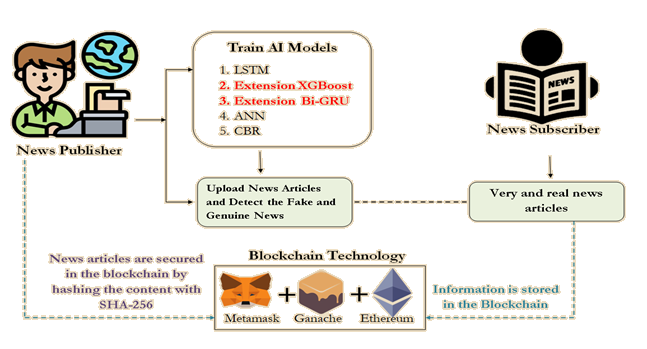 Train AI Models
1. LSTM
2. Extension XGBoost
3. Extension Bi-GRU
4. ANN
5. CBR
News Publisher
NEWS
News Subscriber
Upload News Articles
and Detect the Fake and
Genuine News
Very and real news
articles
News articles are secured
in the blockchain by
hashing the content with
SHA-256
Blockchain Technology
Metamask
Ganache
Ethereum
Information is stored
in the Blockchain